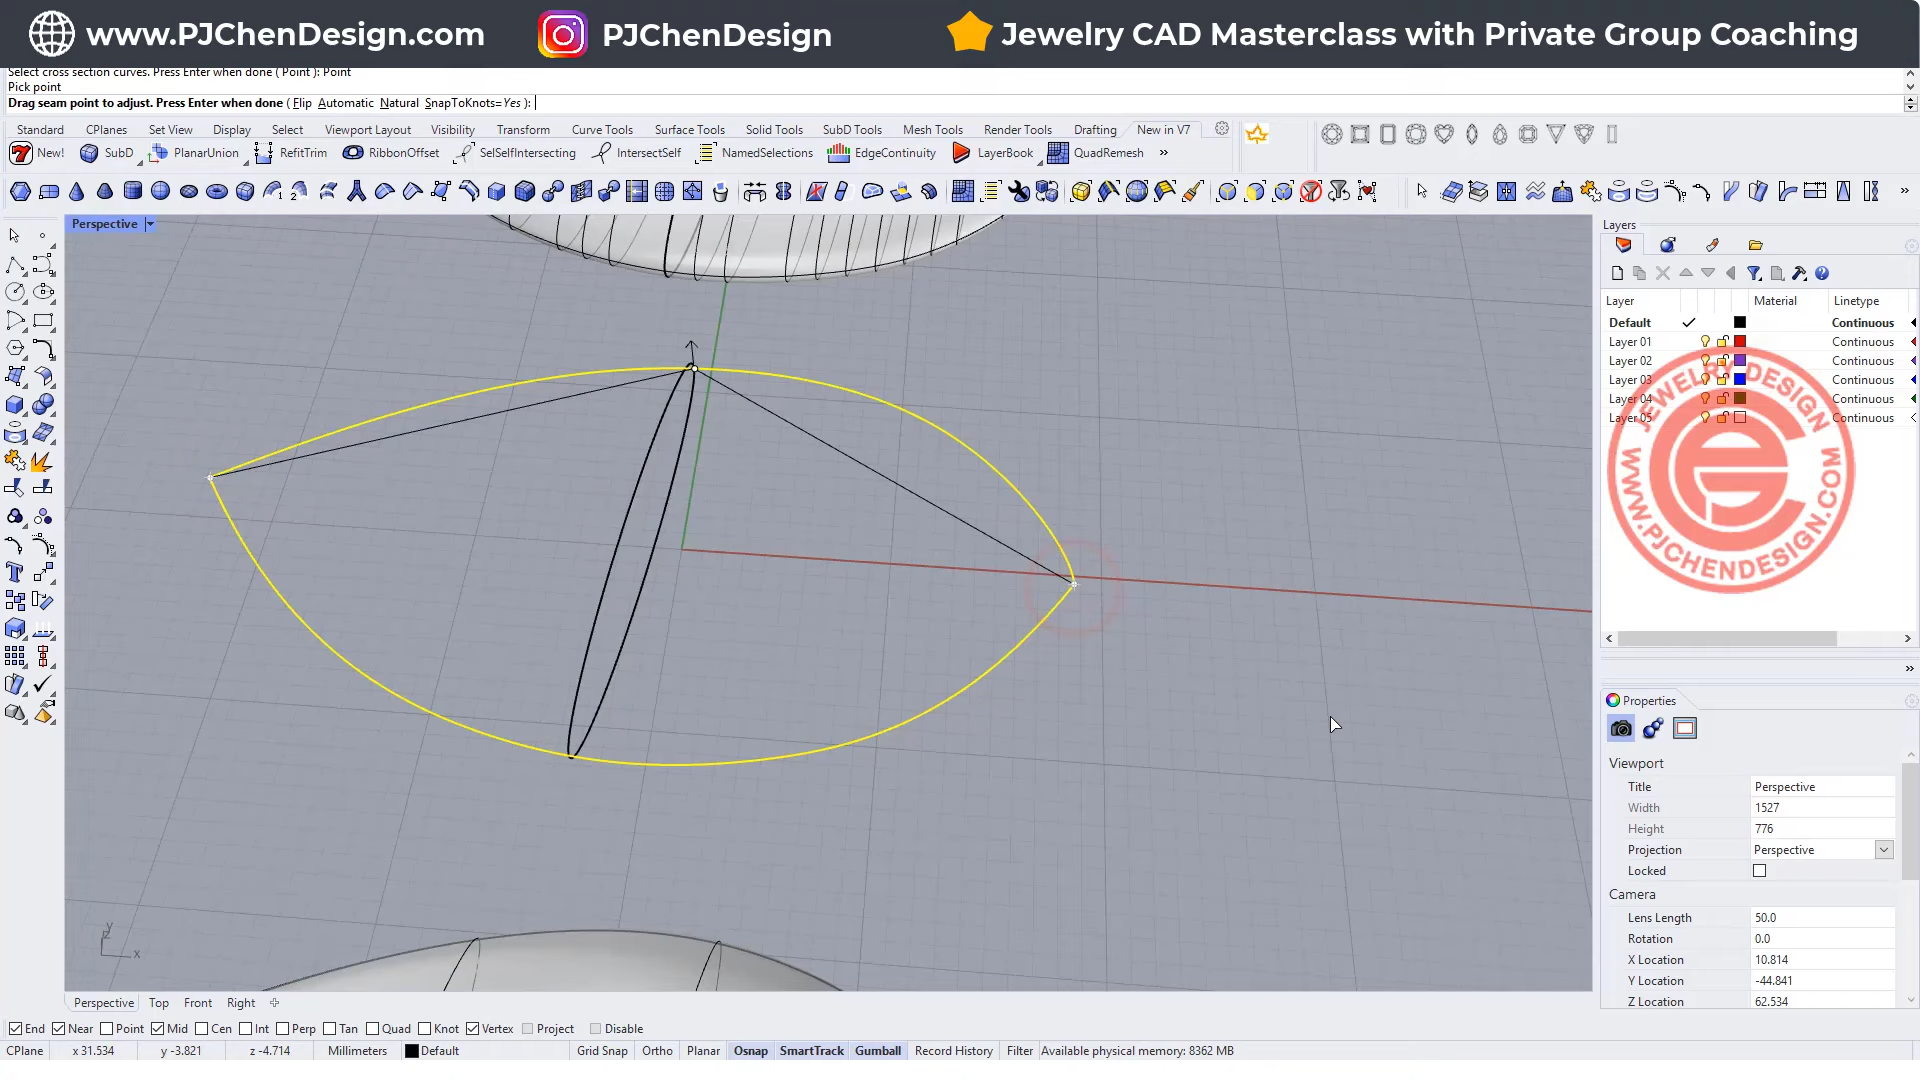 www.PJChenDesign.com PJChenDesign Jewelry CAD Masterclass with Private Group Coaching
Select cross section curves. Press Enter when done ( Point ): Point
Pick point
Drag seam point to adjust. Press Enter when done ( Flip Automatic Natural SnapToKnots=Yes ):
Standard CPlanes Set View Display Select Viewport Layout Visibility Transform Curve Tools Surface Tools Solid Tools SubD Tools Mesh Tools Render Tools Drafting New in V7
New! SubD PlanarUnion RefitTrim RibbonOffset SelSelfIntersecting IntersectSelf NamedSelections EdgeContinuity LayerBook QuadRemesh »
Perspective
Layers
Layer Material Linetype
Default Continuous
Layer 01 Continuous
Layer 02 Continuous
Layer 03 Continuous
Layer 04 Continuous
Layer 05 Continuous
JEWELRY DESIGN
WWW.PJCHENDESIGN.COM
Properties
Viewport
Title Perspective
Width 1527
Height 776
Projection Perspective
Locked
Camera
Lens Length 50.0
Rotation 0.0
X Location 10.814
Y Location -44.841
Z Location 62.534
y
z
x
Perspective Top Front Right
End Near Point Mid Cen Int Perp Tan Quad Knot Vertex Project Disable
CPlane x 31.534 y -3.821 z -4.714 Millimeters Default Grid Snap Ortho Planar Osnap SmartTrack Gumball Record History Filter Available physical memory: 8362 MB